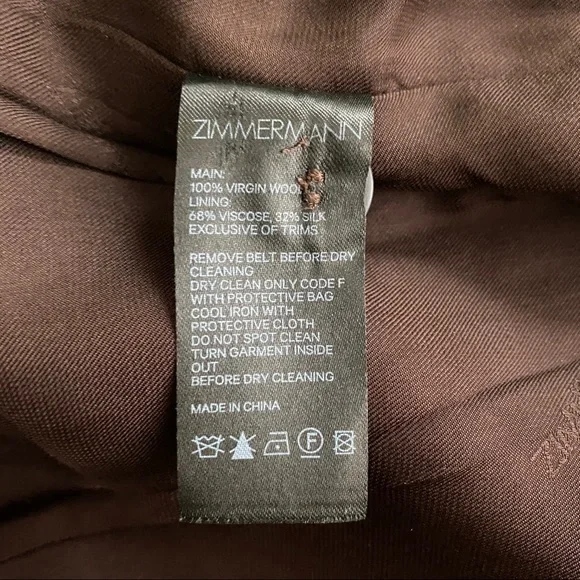 ZIMMERMANN
MAIN:
100% VIRGIN WOOL
LINING:
68% VISCOSE, 32% SILK
EXCLUSIVE OF TRIMS
REMOVE BELT BEFORE DRY
CLEANING
DRY CLEAN ONLY CODE F
WITH PROTECTIVE BAG
COOL IRON WITH
PROTECTIVE CLOTH
DO NOT SPOT CLEAN
TURN GARMENT INSIDE
OUT
BEFORE DRY CLEANING
MADE IN CHINA
F